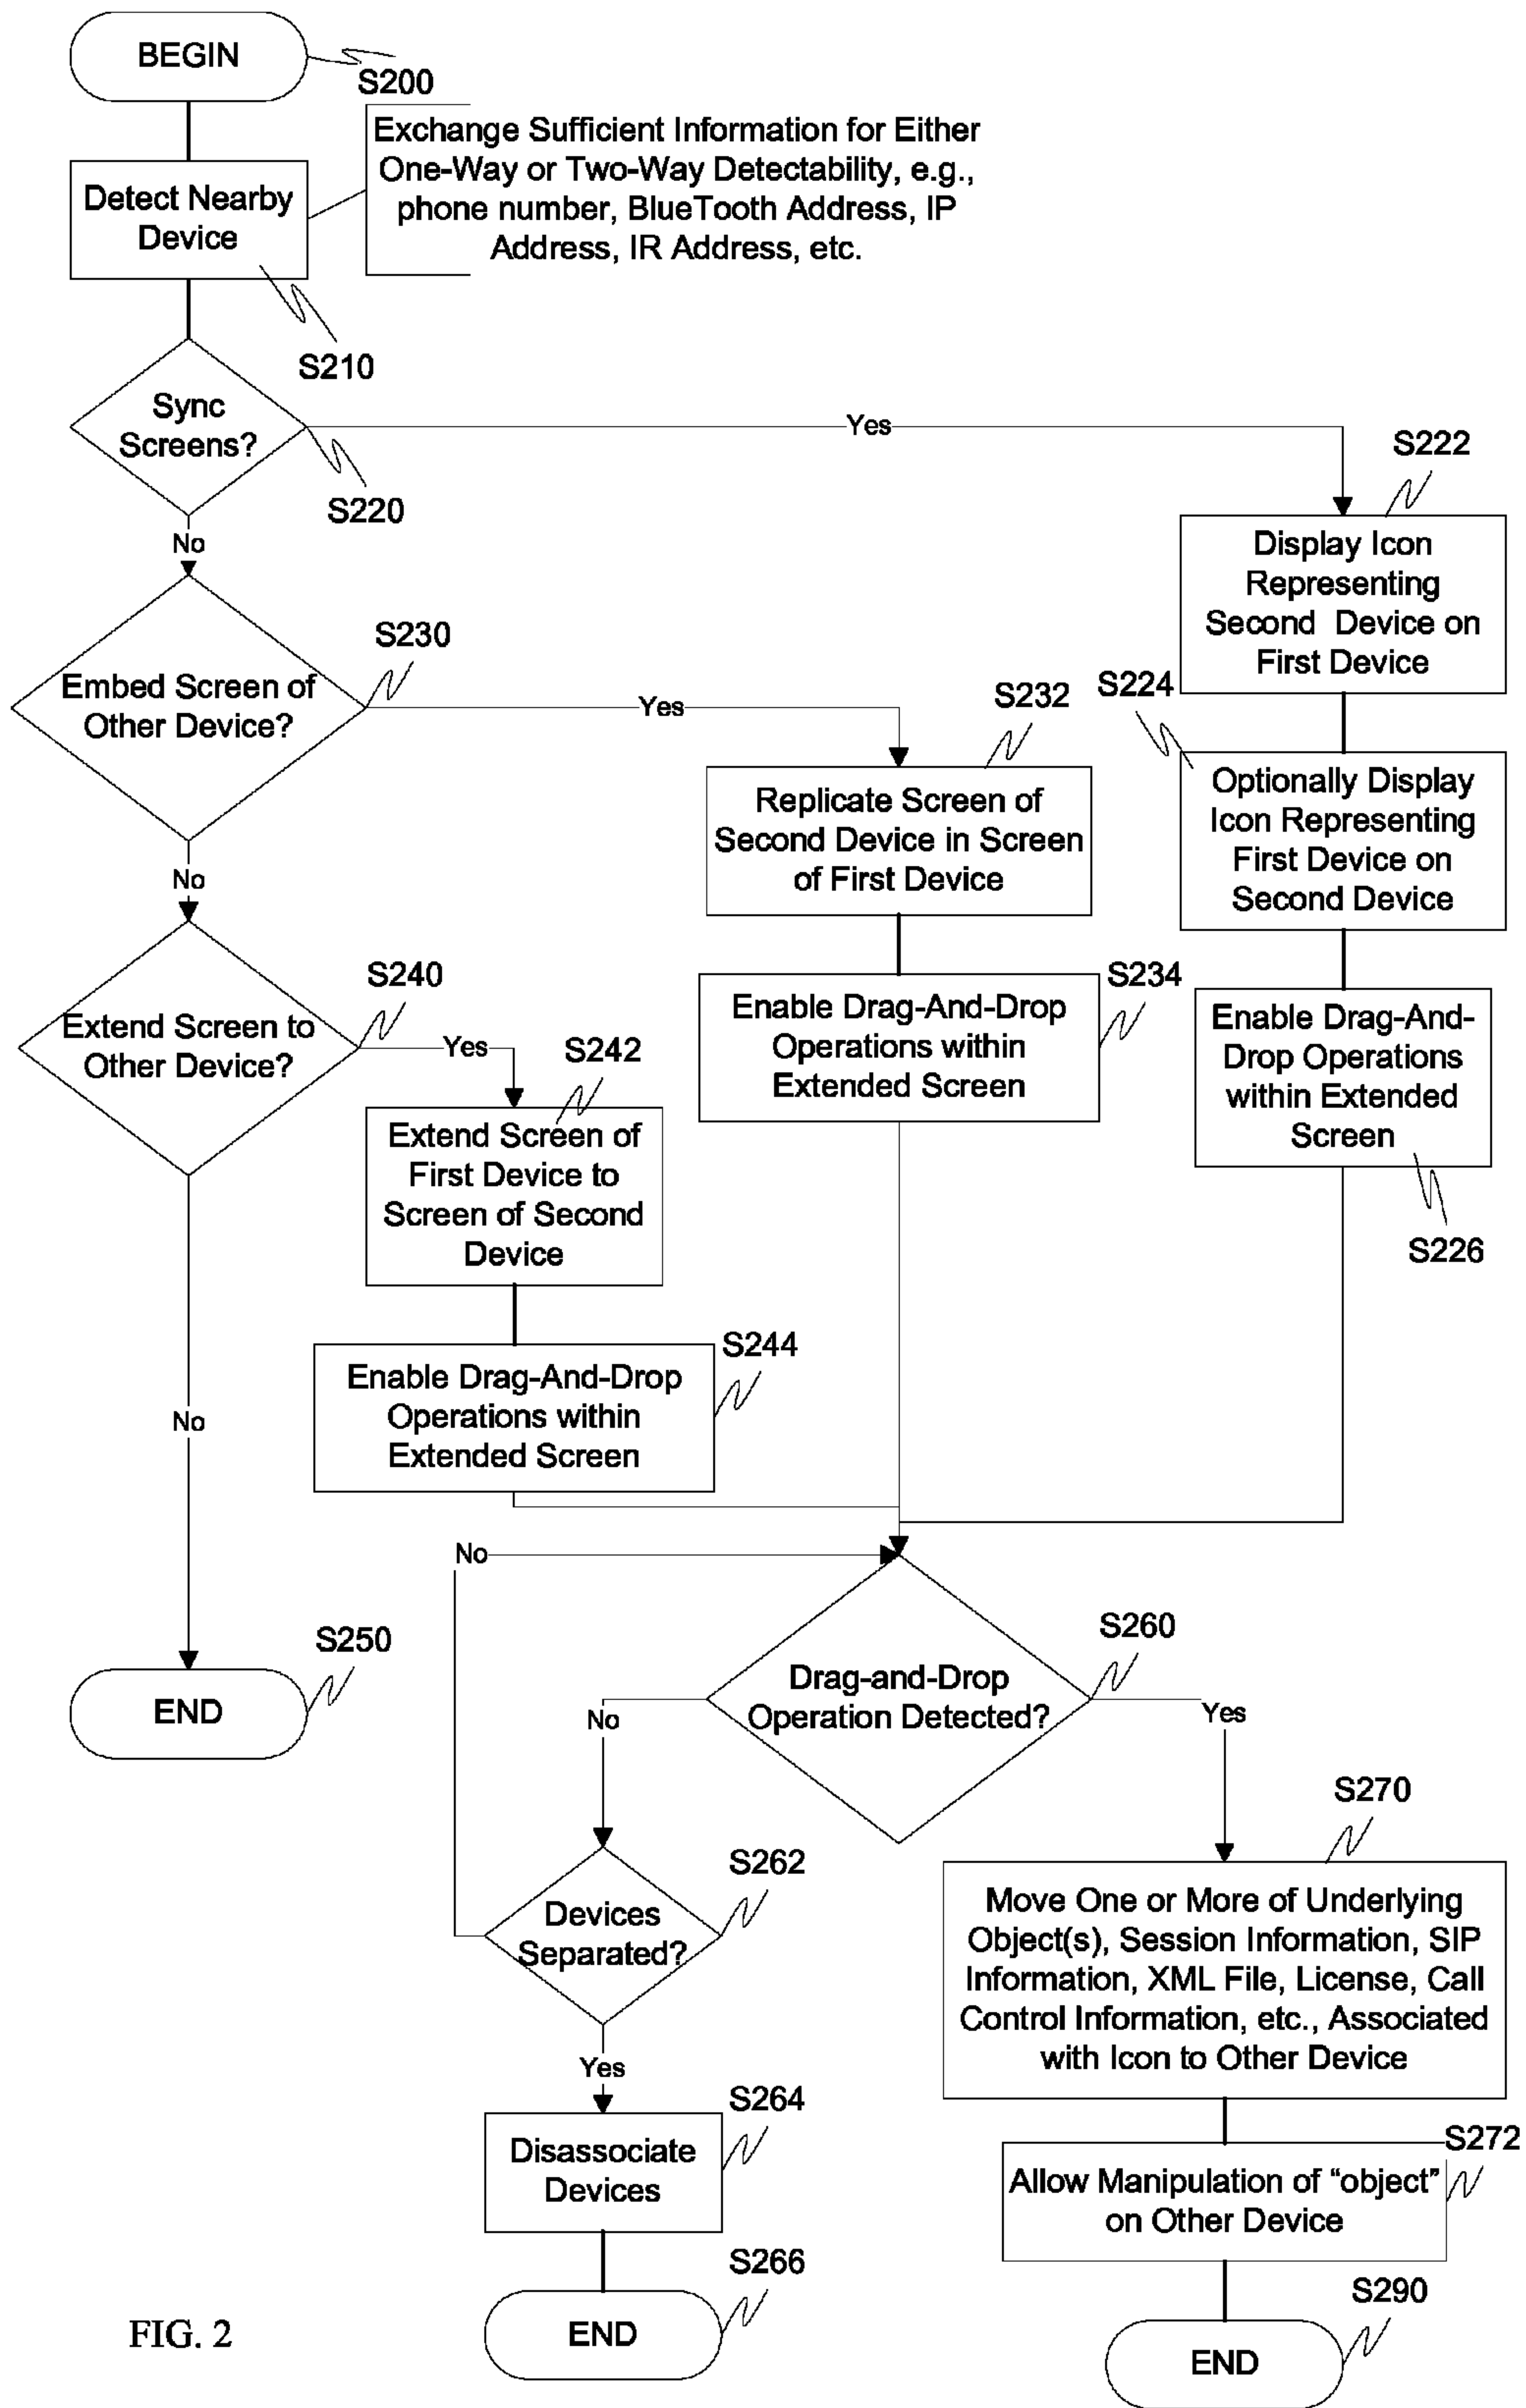 BEGIN
S200
Exchange Sufficient Information for Either
One-Way or Two-Way Detectability, e.g.,
phone number, BlueTooth Address, IP
Address, IR Address, etc.
Detect Nearby
Device
S210
Sync
Screens?
Yes
S220
No
S222
Display Icon
Representing
Second Device on
First Device
S230
Embed Screen of
Other Device?
Yes
S232
S224
Replicate Screen of
Second Device in Screen
of First Device
Optionally Display
Icon Representing
First Device on
Second Device
No
S240
Extend Screen to
Other Device?
Yes
S242
S234
Enable Drag-And-Drop
Operations within
Extended Screen
Enable Drag-And-
Drop Operations
within Extended
Screen
S226
Extend Screen of
First Device to
Screen of Second
Device
S244
Enable Drag-And-Drop
Operations within
Extended Screen
No
No
S250
END
S260
Drag-and-Drop
Operation Detected?
No
Yes
S270
Move One or More of Underlying
Object(s), Session Information, SIP
Information, XML File, License, Call
Control Information, etc., Associated
with Icon to Other Device
S262
Devices
Separated?
Yes
S264
Disassociate
Devices
S272
Allow Manipulation of “object”
on Other Device
S266
END
S290
END
FIG. 2